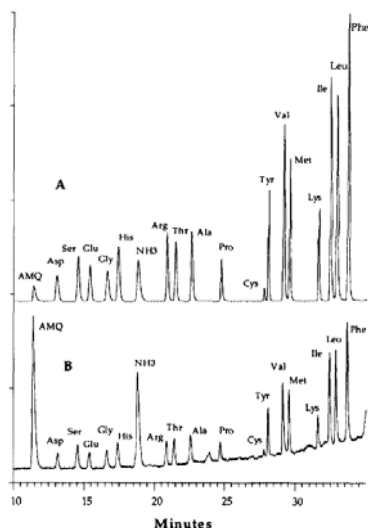 Phe
Leu
Ile
Val
Met
A
Tyr
Lys
Arg
Thr
Ala
His
Ser
NH3
Asp
Glu
Gly
Pro
AMQ
Cys
AMQ
B
NH3
Phe
Leu
Ile
Val
Met
Tyr
Lys
Asp
Ser
Glu
Gly
His
Arg
Thr
Ala
Pro
Cys
10 15 20 25 30
Minutes